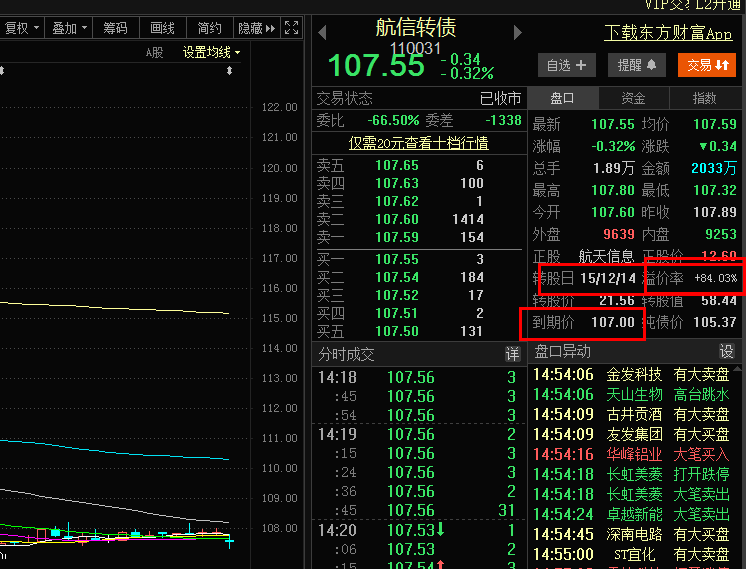 VIP交易L2开通
复权 叠加 筹码 画线 简约 隐藏
A股 设置均线
122.00
121.00
120.00
119.00
118.00
117.00
116.00
115.00
114.00
113.00
112.00
111.00
110.00
109.00
108.00
航信转债
110031
107.55 -0.34
-0.32%
下载东方财富App
自选 + 提醒 交易
交易状态 已收市
委比 -66.50% 委差 -1338
仅需20元查看十档行情
卖五 107.65 6
卖四 107.63 100
卖三 107.62 1
卖二 107.60 1414
卖一 107.59 154
买一 107.55 3
买二 107.54 184
买三 107.52 17
买四 107.51 2
买五 107.50 131
分时成交 详
14:18 107.56 3
:45 107.56 3
:54 107.56 3
14:19 107.56 2
:15 107.56 3
:24 107.56 3
:36 107.56 2
:45 107.56 31
14:20 107.53 1
:06 107.53 2
:15 107.54 3
盘口 资金 指数
最新 107.55 均价 107.59
涨幅 -0.32% 涨跌 ▼0.34
总手 1.89万 金额 2033万
最高 107.80 最低 107.32
今开 107.60 昨收 107.89
外盘 9639 内盘 9253
正股 航天信息 正股价 12.60
转股日 15/12/14 溢价率 +84.03%
转股价 21.56 转股值 58.44
到期价 107.00 纯债价 105.37
盘口异动 设
14:54:06 金发科技 有大卖盘
14:54:06 天山生物 高台跳水
14:54:09 古井贡酒 有大卖盘
14:54:09 友发集团 有大买盘
14:54:16 华峰铝业 大笔买入
14:54:18 长虹美菱 打开跌停
14:54:18 长虹美菱 大笔卖出
14:54:24 卓越新能 大笔卖出
14:54:45 深南电路 有大买盘
14:55:00 ST宜化 有大卖盘